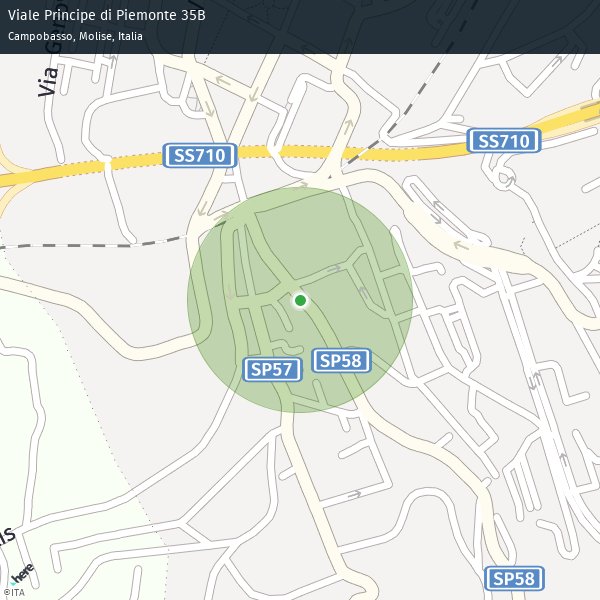 Viale Principe di Piemonte 35B
Campobasso, Molise, Italia
Via
SS710
SS710
SP57
SP58
SP58
here
©ITA